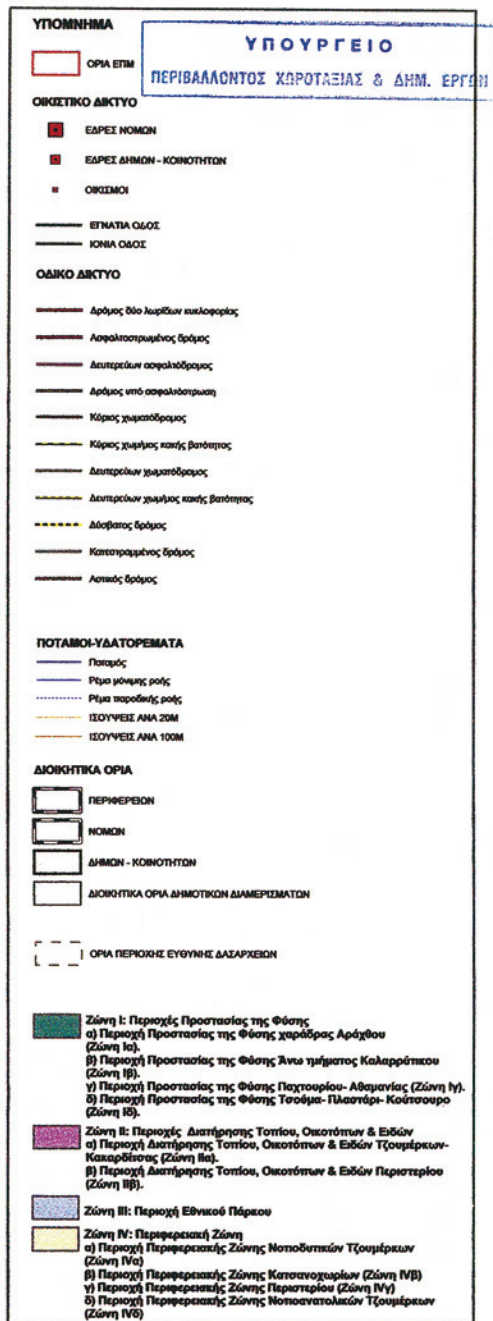 ΥΠΟΜΝΗΜΑ
ΥΠΟΥΡΓΕΙΟ
ΟΡΙΑ ΕΠΜ
ΠΕΡΙΒΑΛΛΟΝΤΟΣ ΧΩΡΟΤΑΞΙΑΣ & ΔΗΜ. ΕΡΓΩΝ
ΟΙΚΙΣΤΙΚΟ ΔΙΚΤΥΟ
ΕΔΡΕΣ ΝΟΜΩΝ
ΕΔΡΕΣ ΔΗΜΩΝ - ΚΟΙΝΟΤΗΤΩΝ
ΟΙΚΙΣΜΟΙ
ΕΓΝΑΤΙΑ ΟΔΟΣ
ΙΟΝΙΑ ΟΔΟΣ
ΟΔΙΚΟ ΔΙΚΤΥΟ
Δρόμος δύο λωρίδων κυκλοφορίας
Ασφαλτοστρωμένος δρόμος
Δευτερεύων ασφαλτόδρομος
Δρόμος υπό ασφαλτόστρωση
Κύριος χωματόδρομος
Κύριος χωμ/μος κακής βατότητας
Δευτερεύων χωματόδρομος
Δευτερεύων χωμ/μος κακής βατότητας
Δύσβατος δρόμος
Κατεστραμμένος δρόμος
Αστικός δρόμος
ΠΟΤΑΜΟΙ-ΥΔΑΤΟΡΕΜΑΤΑ
Ποταμός
Ρέμα μόνιμης ροής
Ρέμα παροδικής ροής
ΙΣΟΥΨΕΙΣ ΑΝΑ 20Μ
ΙΣΟΥΨΕΙΣ ΑΝΑ 100Μ
ΔΙΟΙΚΗΤΙΚΑ ΟΡΙΑ
ΠΕΡΙΦΕΡΕΙΩΝ
ΝΟΜΩΝ
ΔΗΜΩΝ - ΚΟΙΝΟΤΗΤΩΝ
ΔΙΟΙΚΗΤΙΚΑ ΟΡΙΑ ΔΗΜΟΤΙΚΩΝ ΔΙΑΜΕΡΙΣΜΑΤΩΝ
ΟΡΙΑ ΠΕΡΙΟΧΗΣ ΕΥΘΥΝΗΣ ΔΑΣΑΡΧΕΙΩΝ
Ζώνη Ι: Περιοχές Προστασίας της Φύσης
α) Περιοχή Προστασίας της Φύσης χαράδρας Αράχθου
(Ζώνη Ια).
β) Περιοχή Προστασίας της Φύσης Άνω τμήματος Καλαρρύτικου
(Ζώνη Ιβ).
γ) Περιοχή Προστασίας της Φύσης Παχτουρίου- Αθαμανίας (Ζώνη Ιγ).
δ) Περιοχή Προστασίας της Φύσης Τσούμα- Πλαστάρι- Κούτσουρο
(Ζώνη Ιδ).
Ζώνη ΙΙ: Περιοχές Διατήρησης Τοπίου, Οικοτόπων & Ειδών
α) Περιοχή Διατήρησης Τοπίου, Οικοτόπων & Ειδών Τζουμέρκων-
Κακαρδίτσας (Ζώνη ΙΙα).
β) Περιοχή Διατήρησης Τοπίου, Οικοτόπων & Ειδών Περιστερίου
(Ζώνη ΙΙβ).
Ζώνη ΙΙΙ: Περιοχή Εθνικού Πάρκου
Ζώνη IV: Περιφερειακή Ζώνη
α) Περιοχή Περιφερειακής Ζώνης Νοτιοδυτικών Τζουμέρκων
(Ζώνη IVα)
β) Περιοχή Περιφερειακής Ζώνης Κατσανοχωρίων (Ζώνη IVβ)
γ) Περιοχή Περιφερειακής Ζώνης Περιστερίου (Ζώνη IVγ)
δ) Περιοχή Περιφερειακής Ζώνης Νοτιοανατολικών Τζουμέρκων
(Ζώνη IVδ)